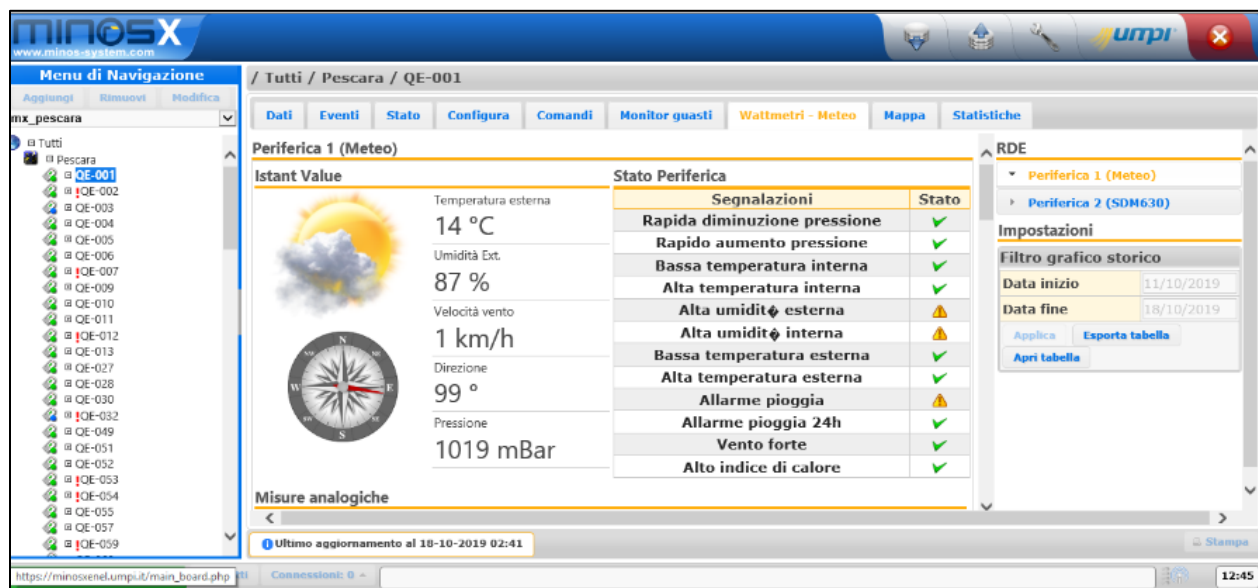 MINOSX
www.minos-system.com
umpi
Menu di Navigazione
Aggiungi Rimuovi Modifica
mx_pescara
Tutti
Pescara
QE-001
!QE-002
QE-003
QE-004
QE-005
QE-006
!QE-007
QE-009
QE-010
QE-011
!QE-012
QE-013
QE-027
QE-028
QE-030
!QE-032
QE-049
QE-051
QE-052
!QE-053
!QE-054
QE-055
QE-057
!QE-059
/ Tutti / Pescara / QE-001
Dati Eventi Stato Configura Comandi Monitor guasti Wattmetri - Meteo Mappa Statistiche
Periferica 1 (Meteo)
Istant Value
Temperatura esterna
14 °C
Umidità Ext.
87 %
Velocità vento
1 km/h
Direzione
99 °
Pressione
1019 mBar
N
NE
E
SE
S
SW
W
NW
Stato Periferica
Segnalazioni Stato
Rapida diminuzione pressione
Rapido aumento pressione
Bassa temperatura interna
Alta temperatura interna
Alta umidit� esterna
Alta umidit� interna
Bassa temperatura esterna
Alta temperatura esterna
Allarme pioggia
Allarme pioggia 24h
Vento forte
Alto indice di calore
Misure analogiche
RDE
Periferica 1 (Meteo)
Periferica 2 (SDM630)
Impostazioni
Filtro grafico storico
Data inizio 11/10/2019
Data fine 18/10/2019
Applica Esporta tabella
Apri tabella
Ultimo aggiornamento al 18-10-2019 02:41
Stampa
https://minosxenel.umpi.it/main_board.php
Connessioni: 0
12:45